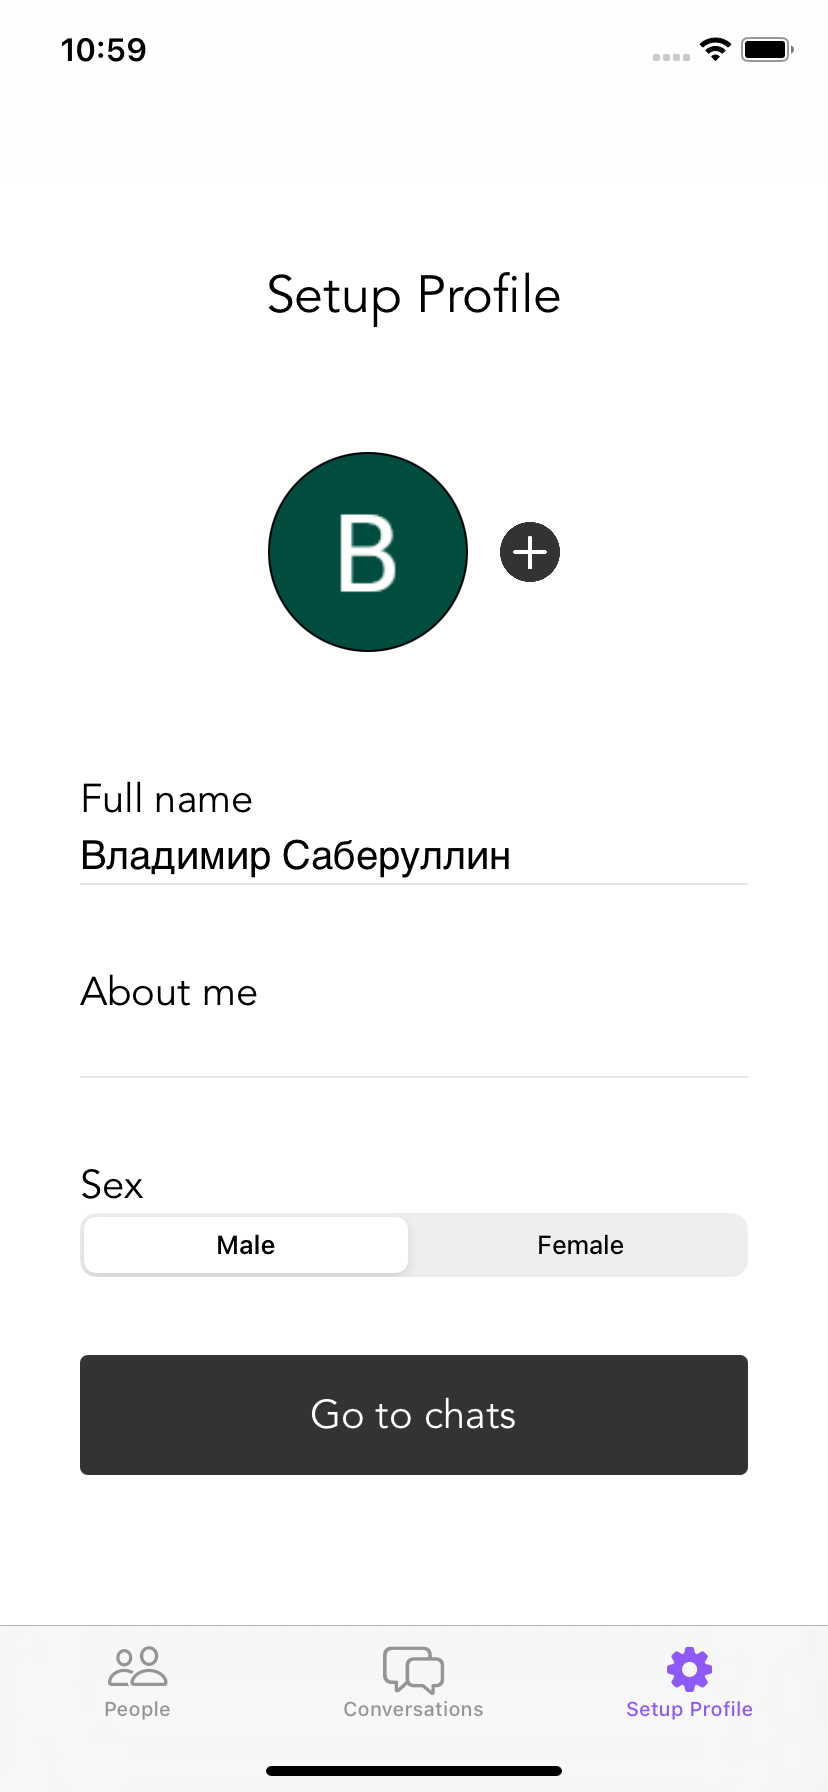 10:59
Setup Profile
В
Full name
Владимир Саберуллин
About me
Sex
Male Female
Go to chats
People Conversations Setup Profile